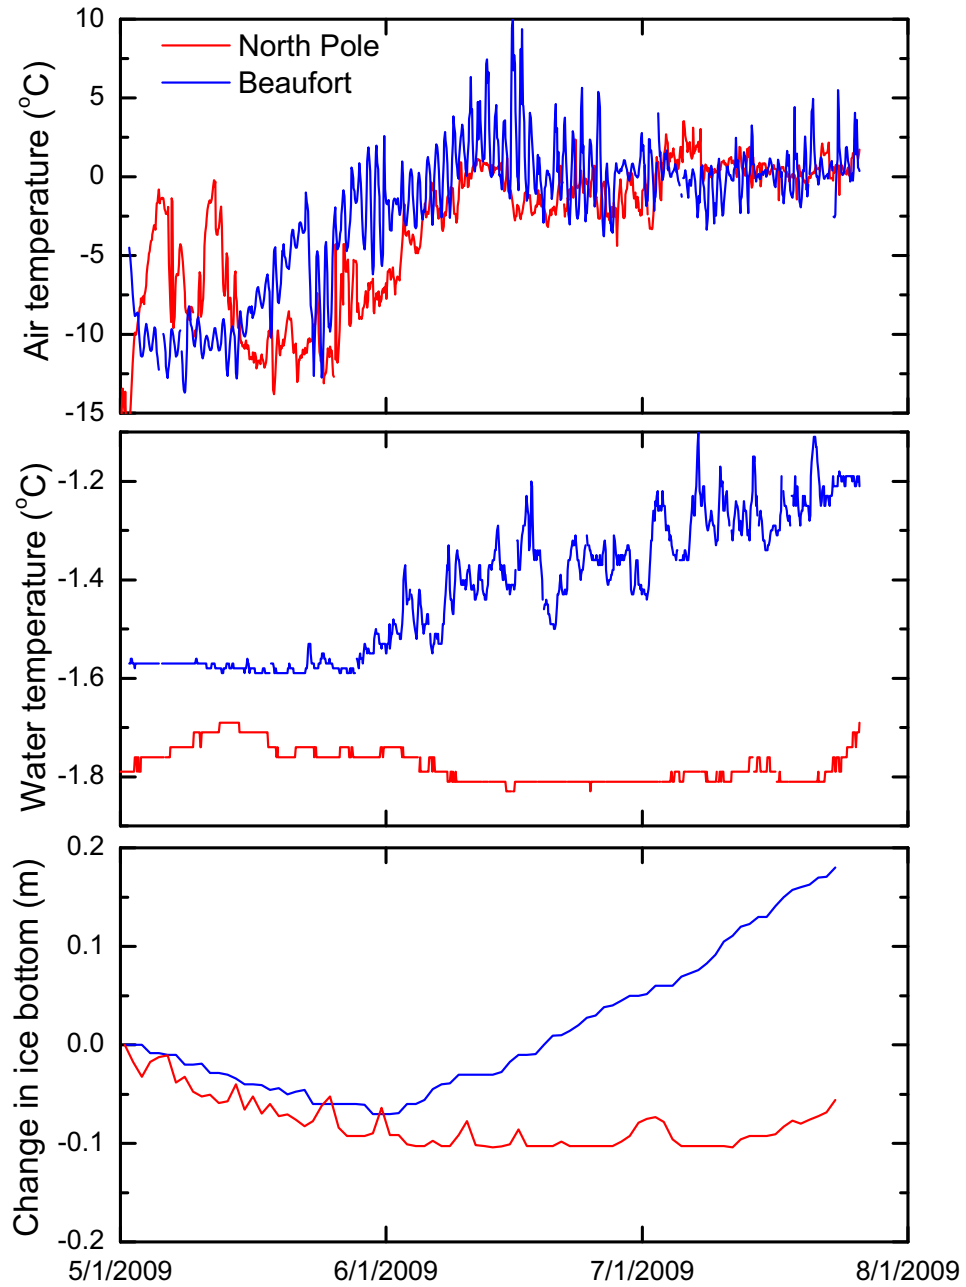 10
5
0
-5
-10
-15
Air temperature (°C)
North Pole
Beaufort
-1.2
-1.4
-1.6
-1.8
Water temperature (°C)
0.2
0.1
0.0
-0.1
-0.2
Change in ice bottom (m)
5/1/2009 6/1/2009 7/1/2009 8/1/2009